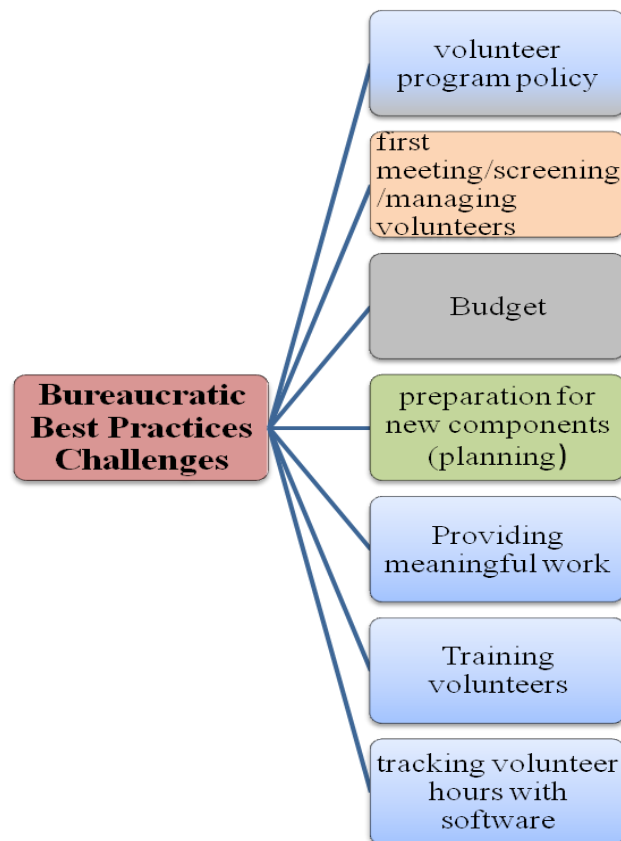 volunteer
program policy
first
meeting/screening
/managing
volunteers
Budget
Bureaucratic
Best Practices
Challenges
preparation for
new components
(planning)
Providing
meaningful work
Training
volunteers
tracking volunteer
hours with
software